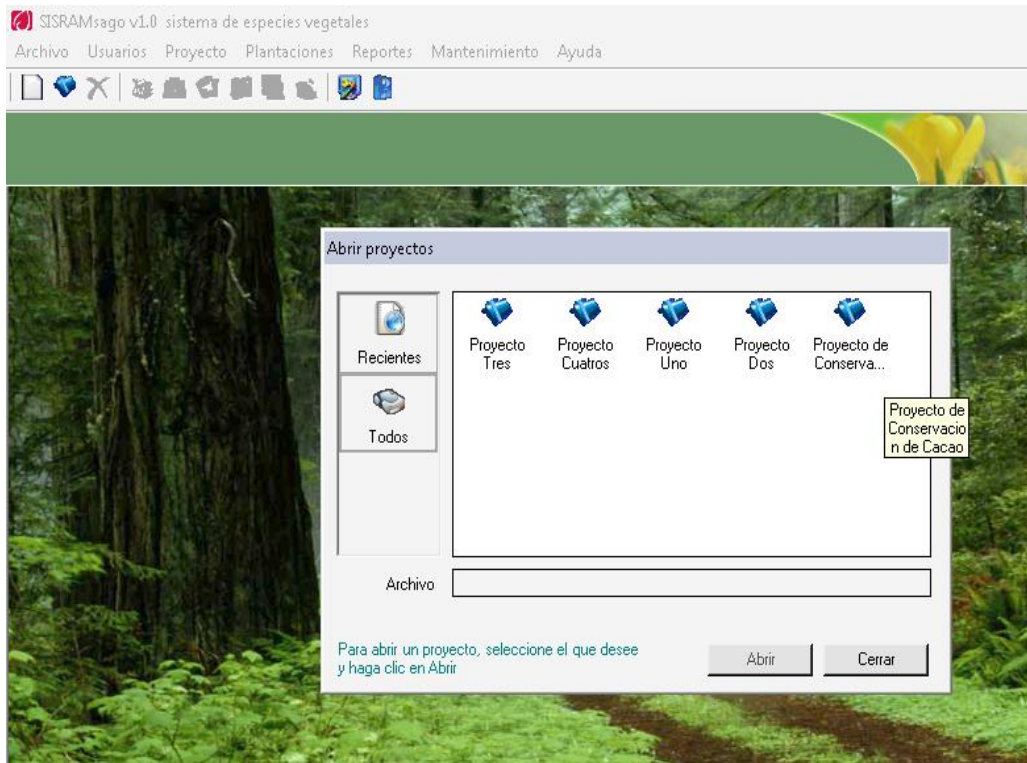 SISRAMsago v1.0 sistema de especies vegetales
Archivo Usuarios Proyecto Plantaciones Reportes Mantenimiento Ayuda
Abrir proyectos
Recientes
Todos
Proyecto
Tres
Proyecto
Cuatros
Proyecto
Uno
Proyecto
Dos
Proyecto de
Conserva...
Proyecto de
Conservacio
n de Cacao
Archivo
Para abrir un proyecto, seleccione el que desee
y haga clic en Abrir
Abrir
Cerrar